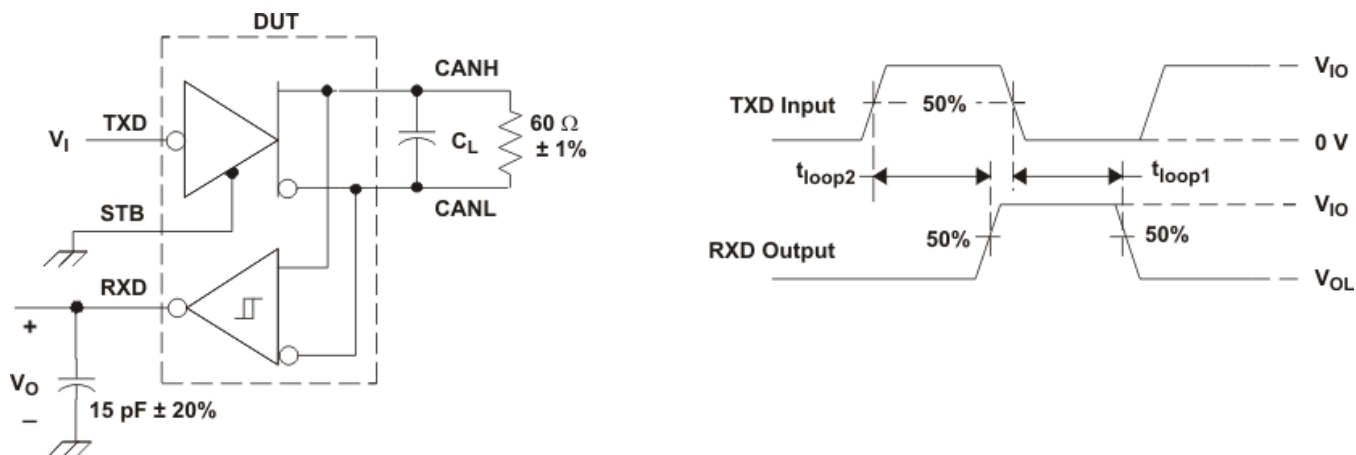 DUT
CANH
TXD
V_I
C_L
60 Ω
± 1%
STB
CANL
RXD
+
V_O
–
15 pF ± 20%
V_IO
TXD Input
50%
0 V
t_loop2
t_loop1
V_IO
50%
50%
RXD Output
V_OL